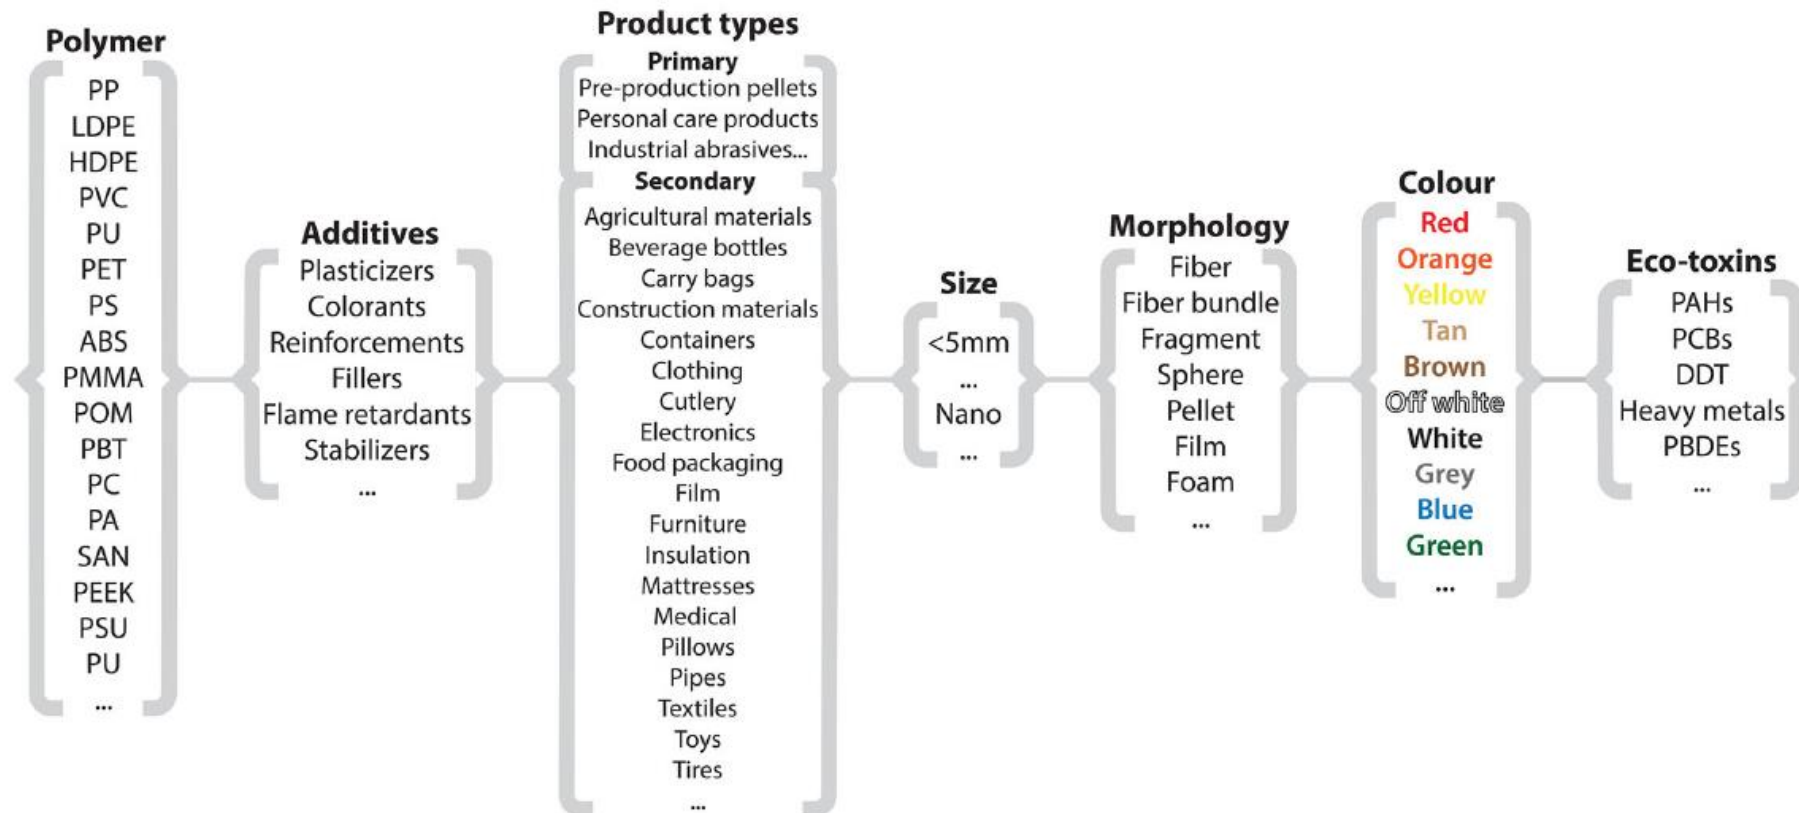 Polymer
PP
LDPE
HDPE
PVC
PU
PET
PS
ABS
PMMA
POM
PBT
PC
PA
SAN
PEEK
PSU
PU
...
Additives
Plasticizers
Colorants
Reinforcements
Fillers
Flame retardants
Stabilizers
...
Product types
Primary
Pre-production pellets
Personal care products
Industrial abrasives...
Secondary
Agricultural materials
Beverage bottles
Carry bags
Construction materials
Containers
Clothing
Cutlery
Electronics
Food packaging
Film
Furniture
Insulation
Mattresses
Medical
Pillows
Pipes
Textiles
Toys
Tires
...
Size
<5mm
...
Nano
...
Morphology
Fiber
Fiber bundle
Fragment
Sphere
Pellet
Film
Foam
...
Colour
Red
Orange
Yellow
Tan
Brown
Off white
White
Grey
Blue
Green
...
Eco-toxins
PAHs
PCBs
DDT
Heavy metals
PBDEs
...